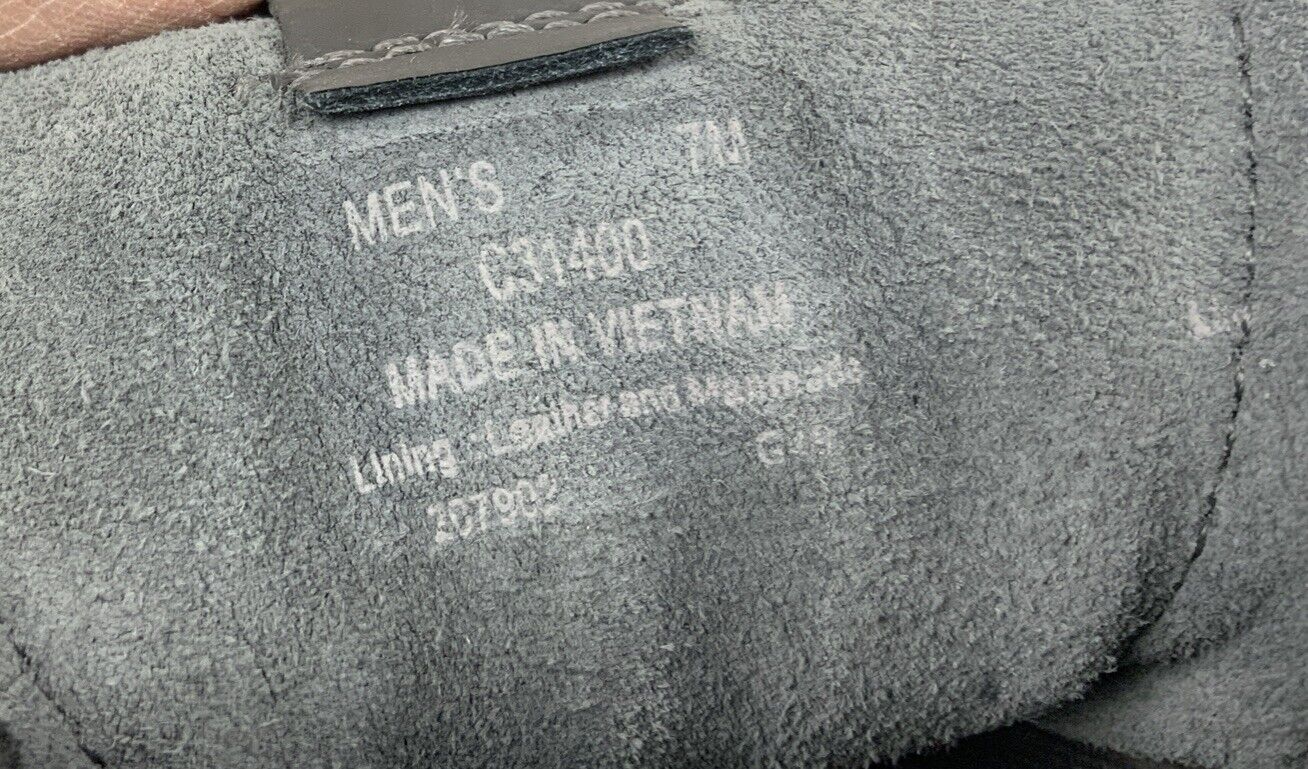 MEN'S 7M
C31400
MADE IN VIETNAM
Lining : Leather and Manmade
207902